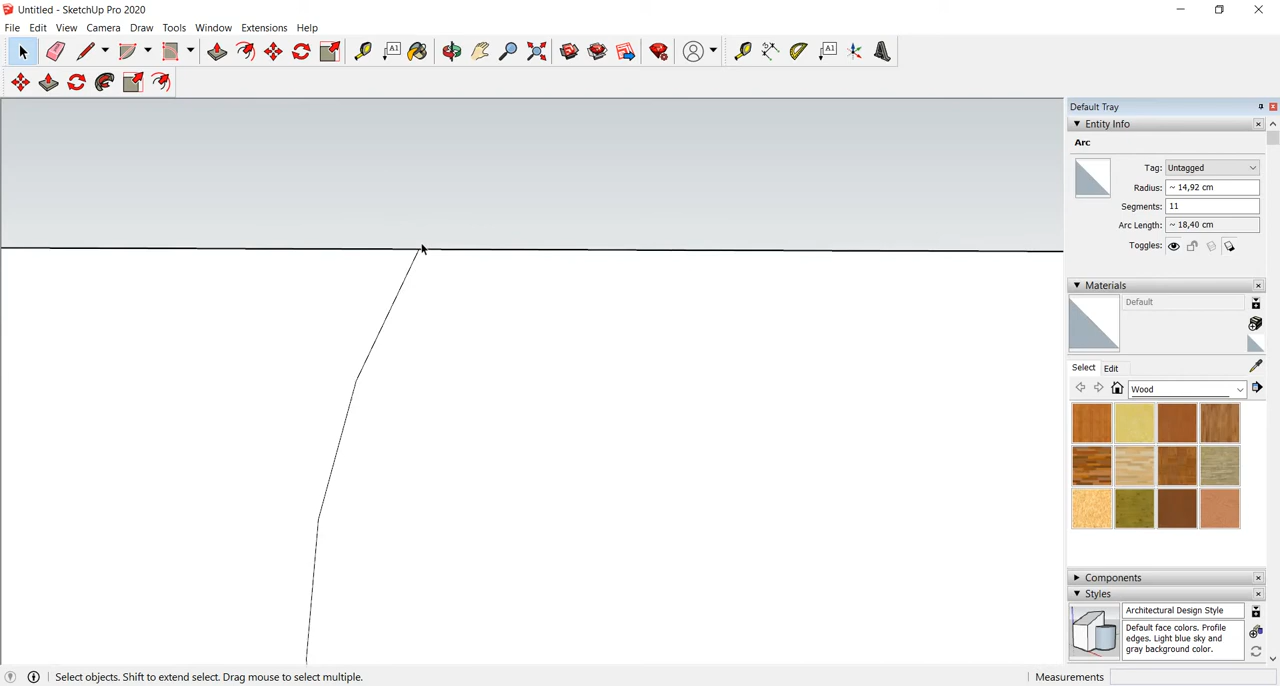 Untitled - SketchUp Pro 2020
File Edit View Camera Draw Tools Window Extensions Help
A1
A1
Default Tray
Entity Info
Arc
Tag: Untagged
Radius: ~ 14,92 cm
Segments: 11
Arc Length: ~ 18,40 cm
Toggles:
Materials
Default
Select Edit
Wood
Components
Styles
Architectural Design Style
Default face colors. Profile
edges. Light blue sky and
gray background color.
Select objects. Shift to extend select. Drag mouse to select multiple.
Measurements